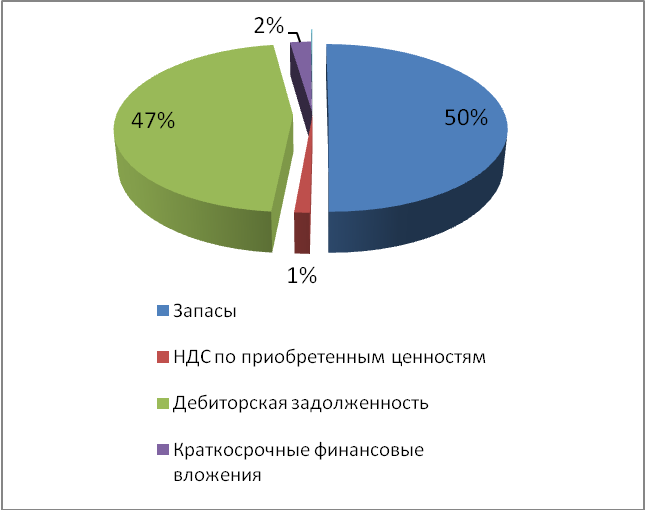 2%
50%
47%
1%
Запасы
НДС по приобретенным ценностям
Дебиторская задолженность
Краткосрочные финансовые
вложения